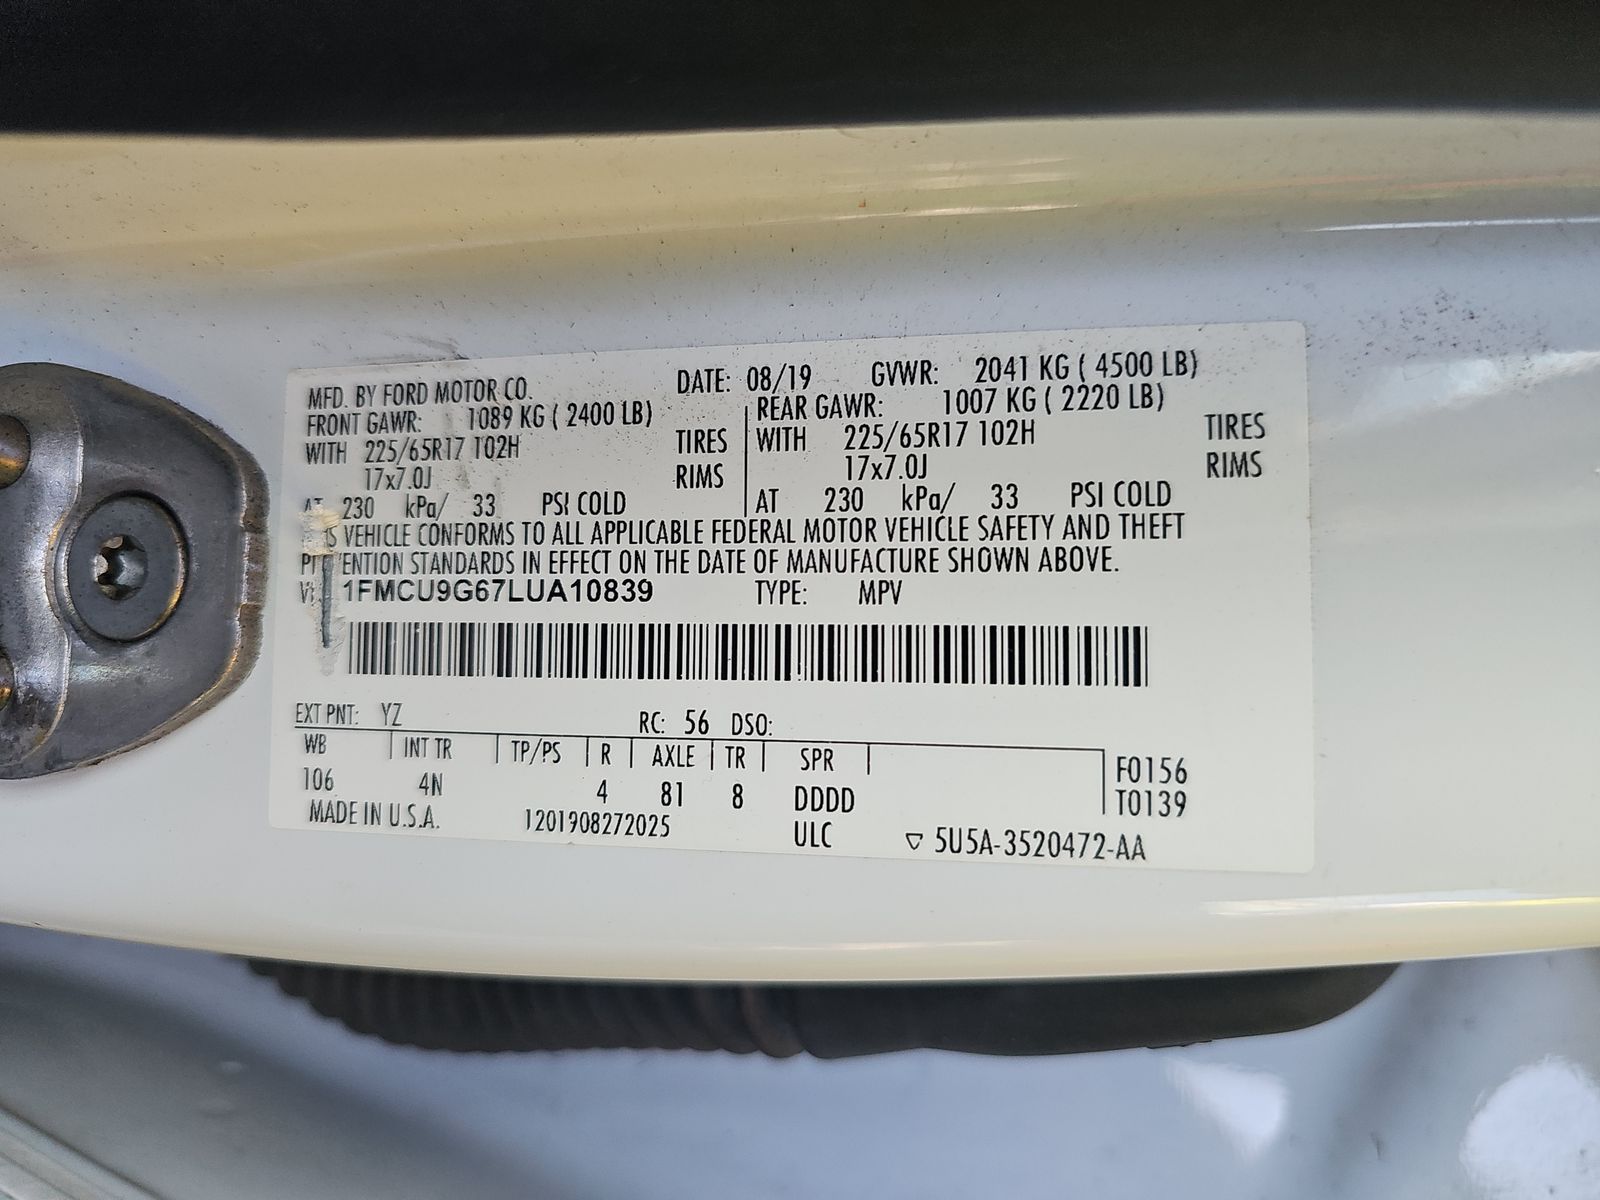 MFD. BY FORD MOTOR CO. DATE: 08/19 GVWR: 2041 KG ( 4500 LB)
FRONT GAWR: 1089 KG ( 2400 LB) REAR GAWR: 1007 KG ( 2220 LB)
WITH 225/65R17 102H TIRES WITH 225/65R17 102H TIRES
17x7.0J RIMS 17x7.0J RIMS
AT 230 kPa/ 33 PSI COLD AT 230 kPa/ 33 PSI COLD
VEHICLE CONFORMS TO ALL APPLICABLE FEDERAL MOTOR VEHICLE SAFETY AND THEFT
STANDARDS IN EFFECT ON THE DATE OF MANUFACTURE SHOWN ABOVE.
1FMCU9G67LUA10839 TYPE: MPV
EXT PNT: YZ RC: 56 DSO:
WB INT TR TP/PS R AXLE TR SPR F0156
106 4N 4 81 8 DDDD T0139
MADE IN U.S.A. 1201908272025 ULC ▽ 5U5A-3520472-AA